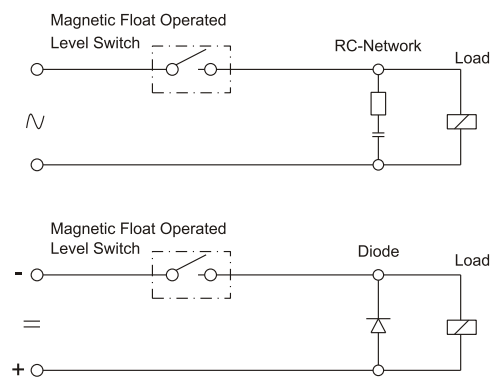 Magnetic Float Operated
Level Switch
RC-Network
Load
Magnetic Float Operated
Level Switch
Diode
Load
-
=
+